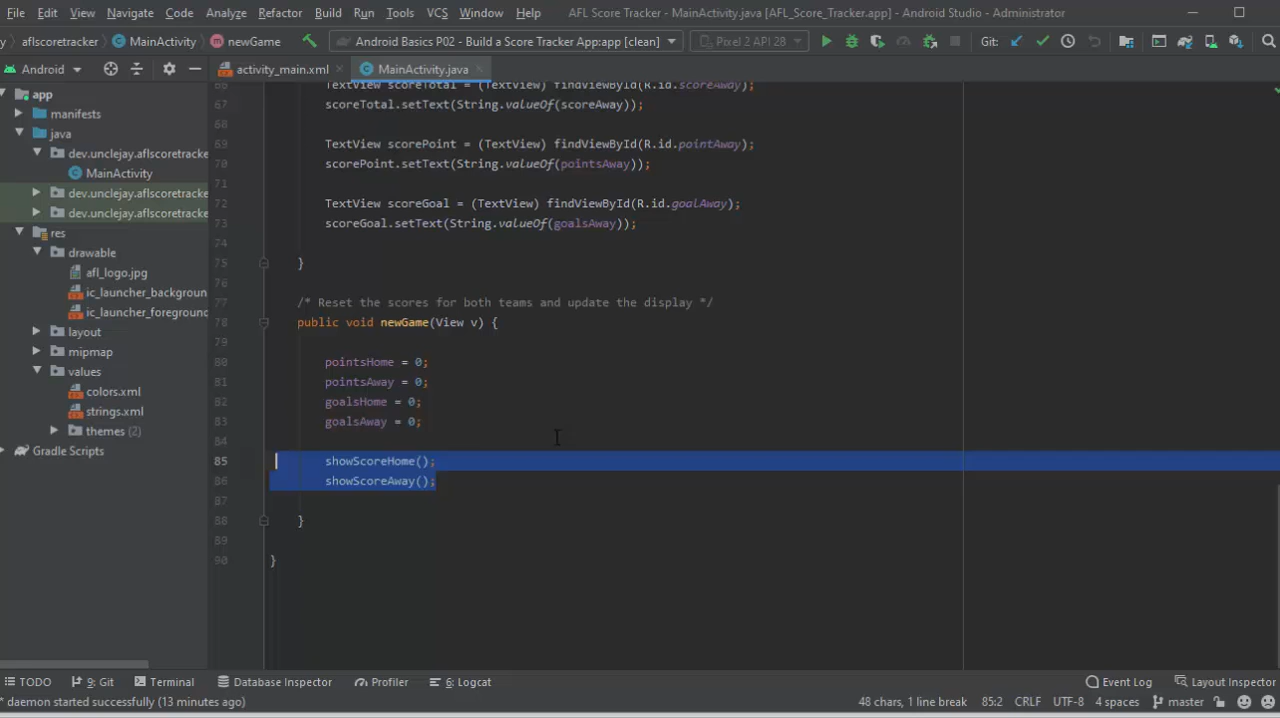 File Edit View Navigate Code Analyze Refactor Build Run Tools VCS Window Help AFL Score Tracker - MainActivity.java [AFL_Score_Tracker.app] - Android Studio - Administrator
y aflscoretracker MainActivity newGame Android Basics P02 - Build a Score Tracker App:app [clean] Pixel 2 API 28 Git:
Android activity_main.xml MainActivity.java
app
manifests
java
dev.unclejay.aflscoretracke
MainActivity
dev.unclejay.aflscoretracke
dev.unclejay.aflscoretracke
res
drawable
afl_logo.jpg
ic_launcher_backgroun
ic_launcher_foreground
layout
mipmap
values
colors.xml
strings.xml
themes (2)
Gradle Scripts
66 TextView scoreTotal = (TextView) findViewById(R.id.scoreAway);
67 scoreTotal.setText(String.valueOf(scoreAway));
68
69 TextView scorePoint = (TextView) findViewById(R.id.pointAway);
70 scorePoint.setText(String.valueOf(pointsAway));
71
72 TextView scoreGoal = (TextView) findViewById(R.id.goalAway);
73 scoreGoal.setText(String.valueOf(goalsAway));
74
75 }
76
77 /* Reset the scores for both teams and update the display */
78 public void newGame(View v) {
79
80 pointsHome = 0;
81 pointsAway = 0;
82 goalsHome = 0;
83 goalsAway = 0;
84
85 showScoreHome();
86 showScoreAway();
87
88 }
89
90 }
TODO 9: Git Terminal Database Inspector Profiler 6: Logcat Event Log Layout Inspector
* daemon started successfully (13 minutes ago) 48 chars, 1 line break 85:2 CRLF UTF-8 4 spaces master